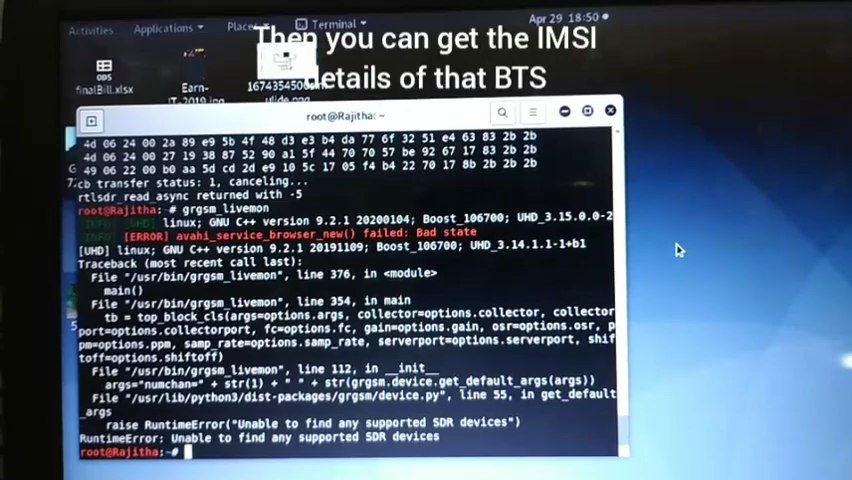 Activities Applications Places Terminal Apr 29 18:50
Then you can get the IMSI
details of that BTS
ODS
finalBill.xlsx
Earn-
root@Rajitha: ~
4d 06 24 00 2a 89 e9 5b 4f 48 d3 e3 b4 da 77 6f 32 51 e4 63 83 2b 2b
4d 06 24 00 27 19 38 87 52 90 a1 5f 44 70 70 57 be 92 67 17 83 2b 2b
49 06 22 00 b0 aa 5d cd 2d e9 10 5c 17 05 f4 b4 22 70 17 8b 2b 2b 2b
cb transfer status: 1, canceling...
rtlsdr_read_async returned with -5
root@Rajitha:~# grgsm_livemon
linux; GNU C++ version 9.2.1 20200104; Boost_106700; UHD_3.15.0.0-2
[ERROR] avahi_service_browser_new() failed: Bad state
[UHD] linux; GNU C++ version 9.2.1 20191109; Boost_106700; UHD_3.14.1.1-1+b1
Traceback (most recent call last):
File "/usr/bin/grgsm_livemon", line 376, in <module>
main()
File "/usr/bin/grgsm_livemon", line 354, in main
tb = top_block_cls(args=options.args, collector=options.collector, collector
port=options.collectorport, fc=options.fc, gain=options.gain, osr=options.osr, p
pm=options.ppm, samp_rate=options.samp_rate, serverport=options.serverport, shif
toff=options.shiftoff)
File "/usr/bin/grgsm_livemon", line 112, in __init__
args="numchan=" + str(1) + " " + str(grgsm.device.get_default_args(args))
File "/usr/lib/python3/dist-packages/grgsm/device.py", line 55, in get_default
_args
raise RuntimeError("Unable to find any supported SDR devices")
RuntimeError: Unable to find any supported SDR devices
root@Rajitha:~#